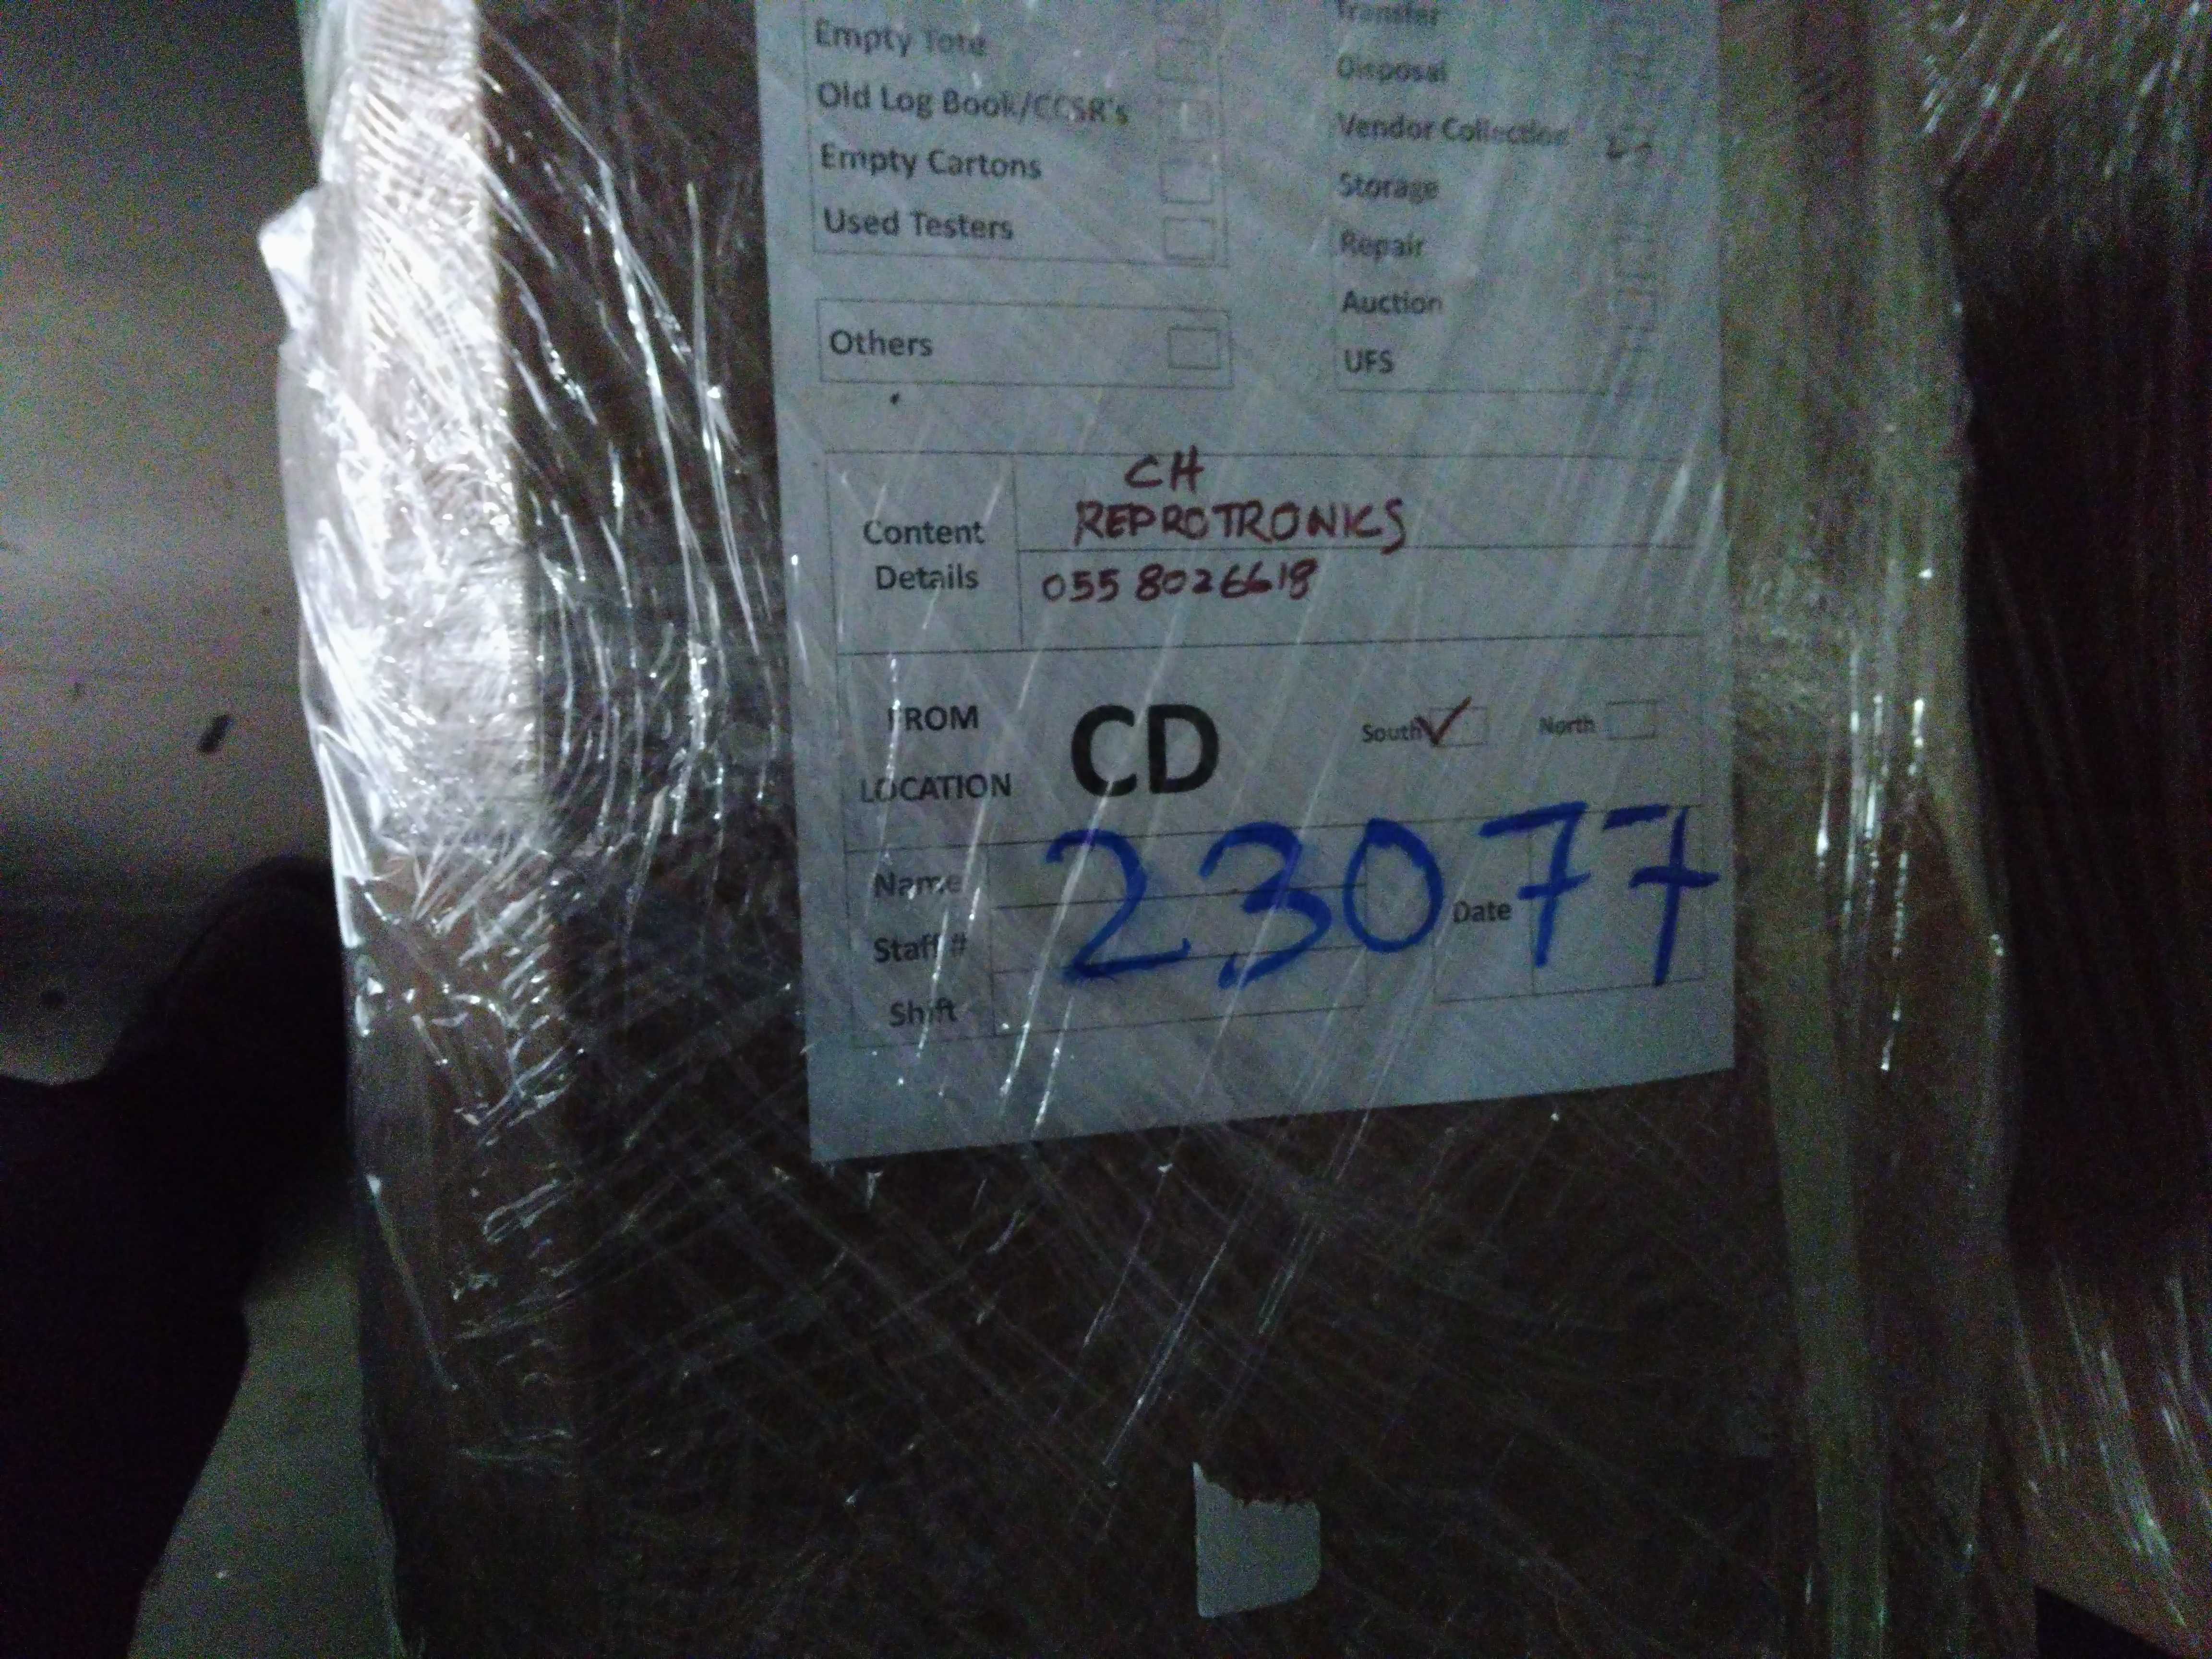 Empty Tote
Old Log Book/CCSR's
Empty Cartons
Used Testers
Others
Transfer
Disposal
Vendor Collection
Storage
Repair
Auction
UFS
Content Details
CH
REPROTRONICS
055 8026618
FROM LOCATION
CD
South
North
Name
Staff #
Shift
Date
23077